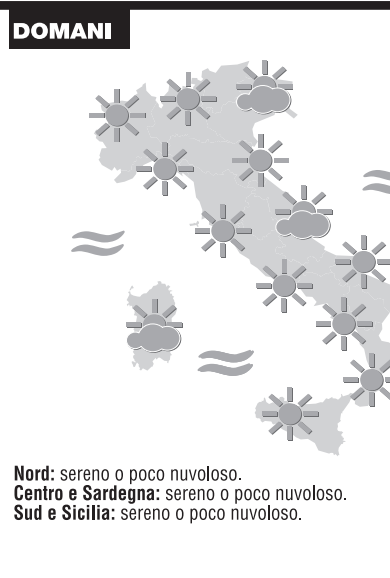 DOMANI
Nord: sereno o poco nuvoloso.
Centro e Sardegna: sereno o poco nuvoloso.
Sud e Sicilia: sereno o poco nuvoloso.